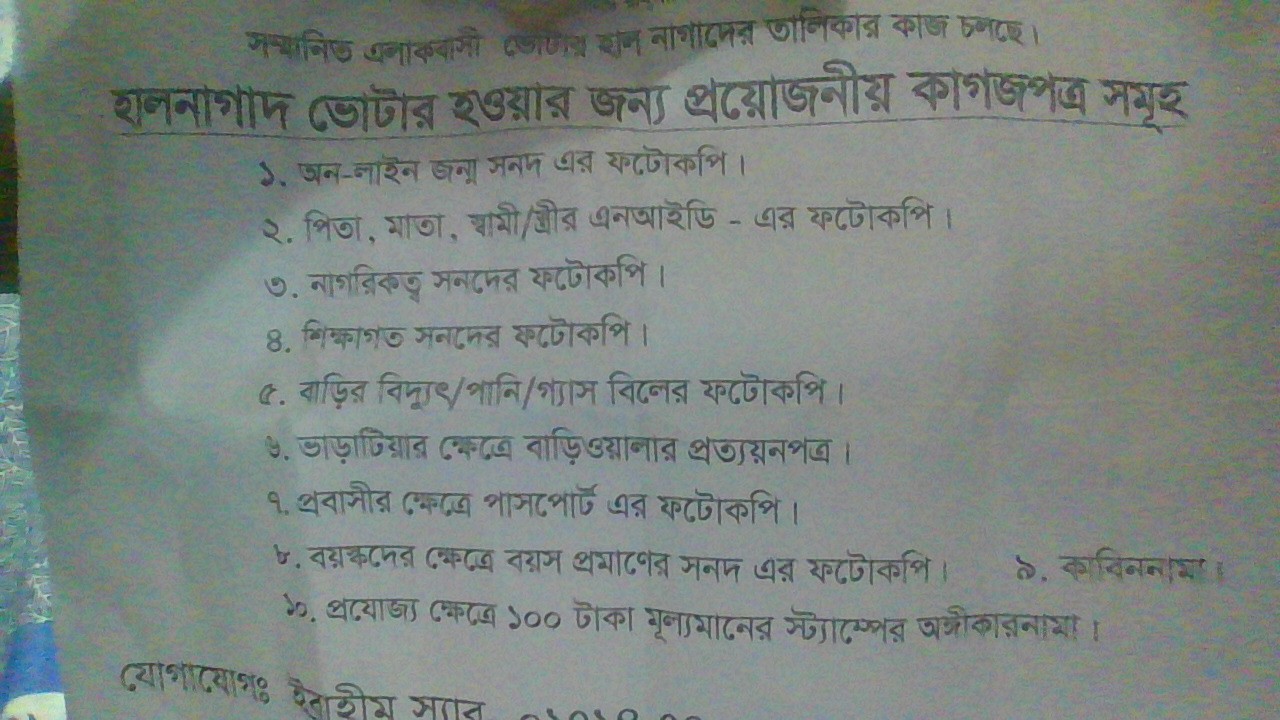 সম্মানিত এলাকবাসী ভোটার হাল নাগাদের তালিকার কাজ চলছে।
হালনাগাদ ভোটার হওয়ার জন্য প্রয়োজনীয় কাগজপত্র সমূহ
১. অন-লাইন জন্ম সনদ এর ফটোকপি।
২. পিতা, মাতা, স্বামী/স্ত্রীর এনআইডি - এর ফটোকপি।
৩. নাগরিকত্ব সনদের ফটোকপি।
৪. শিক্ষাগত সনদের ফটোকপি।
৫. বাড়ির বিদ্যুৎ/পানি/গ্যাস বিলের ফটোকপি।
৬. ভাড়াটিয়ার ক্ষেত্রে বাড়িওয়ালার প্রত্যয়নপত্র।
৭. প্রবাসীর ক্ষেত্রে পাসপোর্ট এর ফটোকপি।
৮. বয়স্কদের ক্ষেত্রে বয়স প্রমাণের সনদ এর ফটোকপি। ৯. কাবিননামা।
১০. প্রযোজ্য ক্ষেত্রে ১০০ টাকা মূল্যমানের স্ট্যাম্পের অঙ্গীকারনামা।
যোগাযোগঃ ইব্রাহীম স্যার